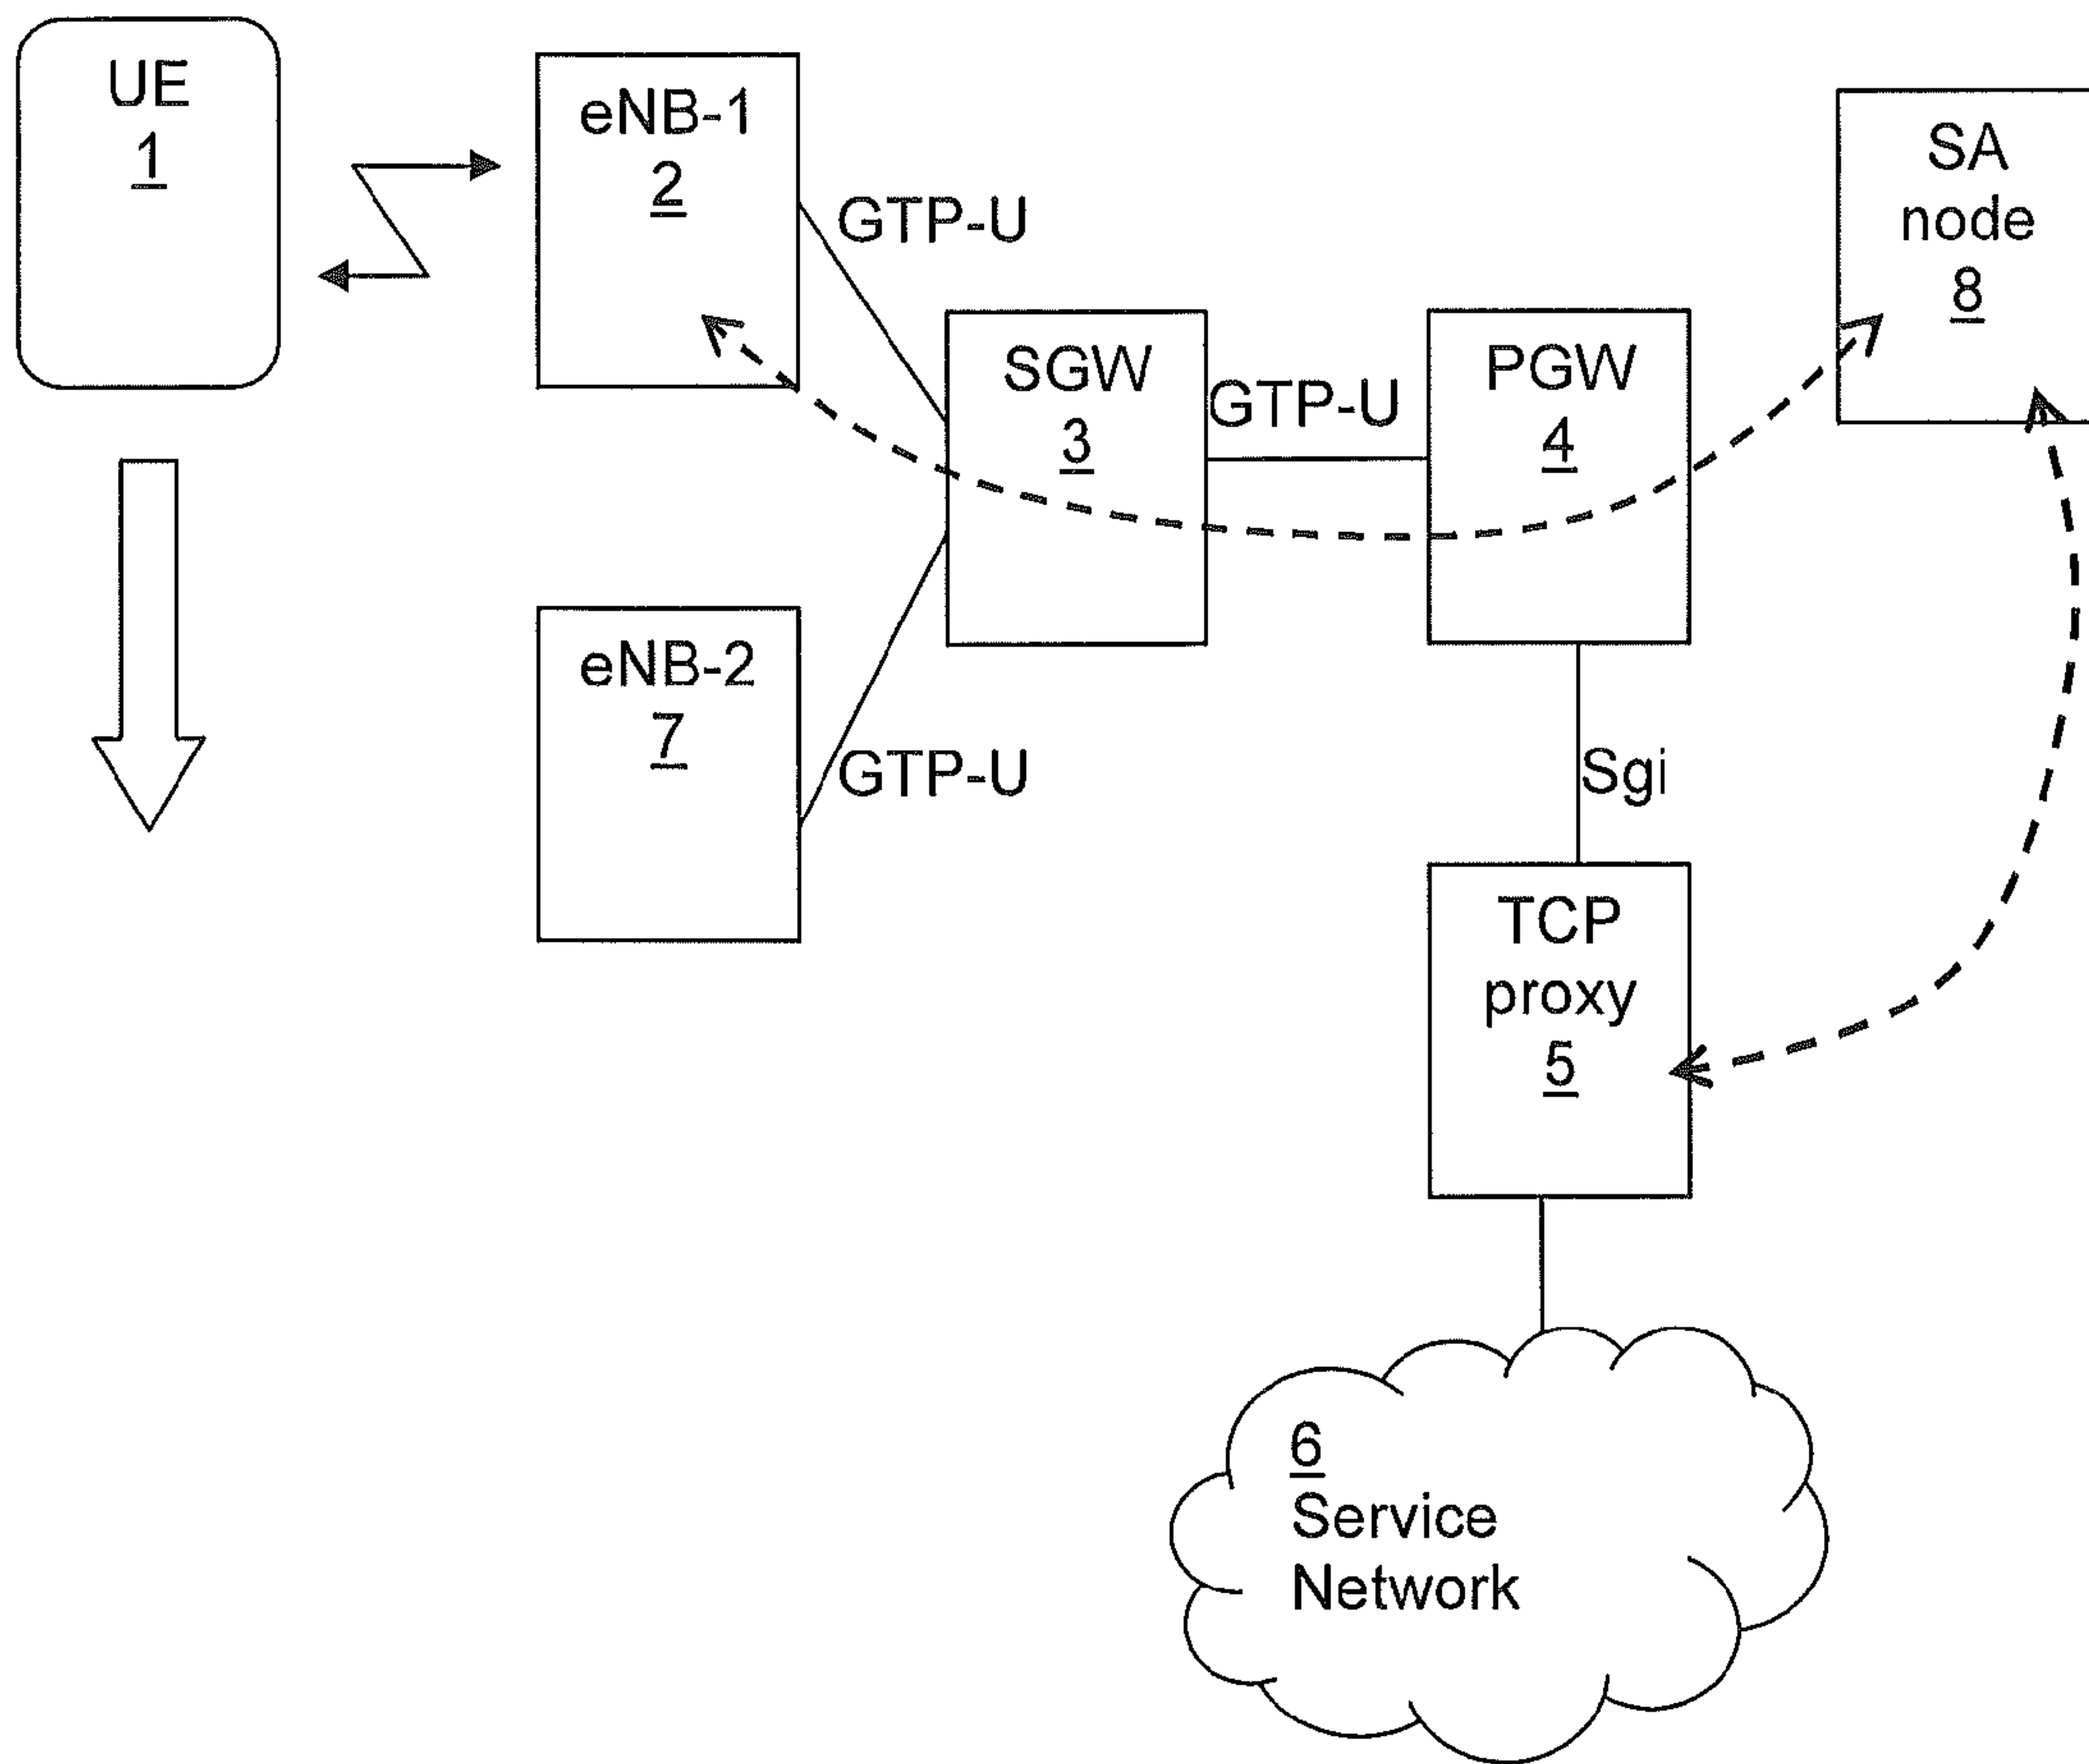 UE
1
eNB-1
2
GTP-U
SGW
3
GTP-U
PGW
4
SA
node
8
eNB-2
7
GTP-U
Sgi
TCP
proxy
5
6
Service
Network